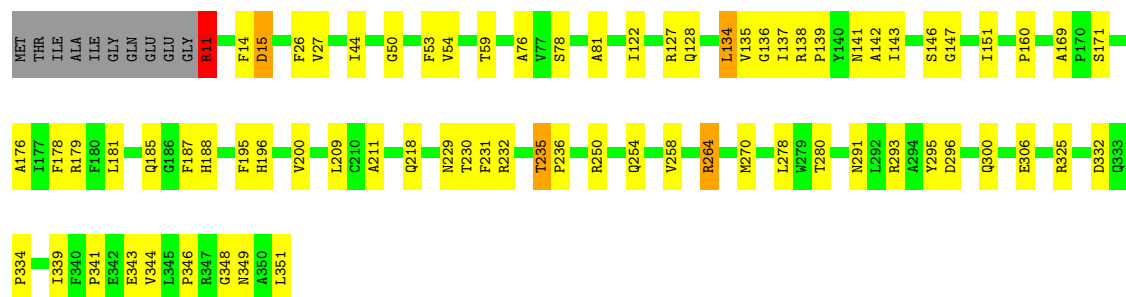 MET THR ILE ALA ILE GLY GLN GLU GLU GLY R11 F14 D15 F26 V27 I44 G50 F53 V54 T59 A76 V77 S78 A81 I122 R127 Q128 L134 V135 G136 I137 R138 P139 Y140 N141 A142 I143 S146 G147 I151 P160 A169 P170 S171
A176 I177 F178 R179 F180 L181 Q185 G186 F187 H188 F195 H196 V200 L209 C210 A211 Q218 N229 T230 F231 R232 T235 P236 R250 Q254 V258 R264 M270 L278 W279 T280 N291 L292 R293 A294 Y295 D296 Q300 E306 R325 D332 Q333
P334 I339 F340 P341 E342 E343 V344 L345 P346 R347 G348 N349 A350 L351